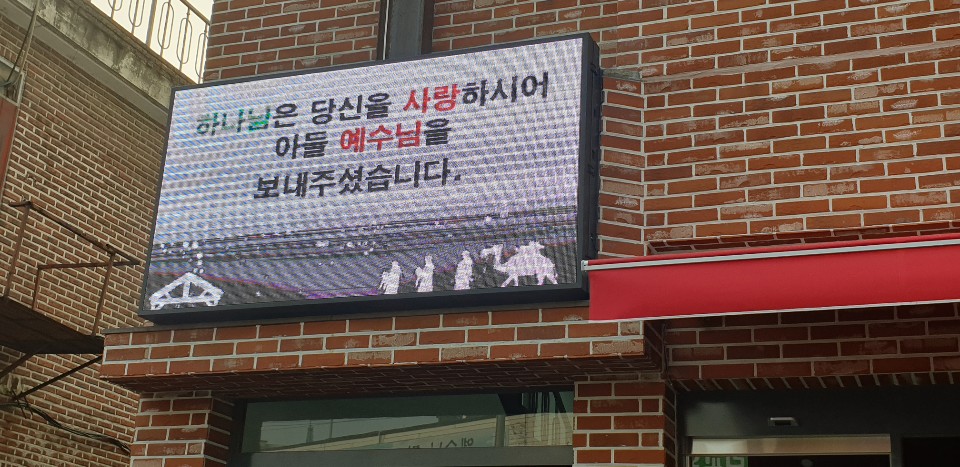 하나님은 당신을 사랑하시어
아들 예수님을
보내주셨습니다.